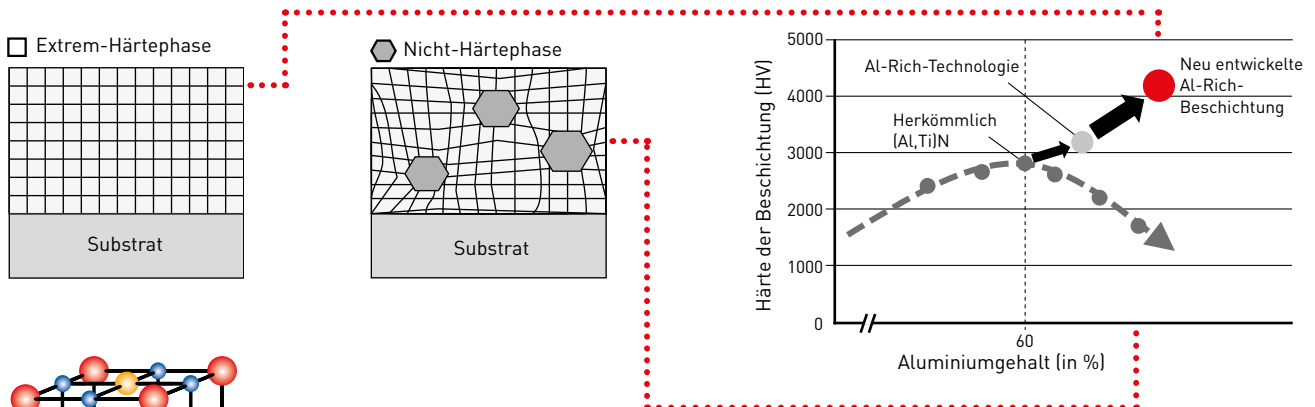 Extrem-Härtephase
Substrat
Nicht-Härtephase
Substrat
Härte der Beschichtung (HV)
5000
4000
3000
2000
1000
0
Al-Rich-Technologie
Herkömmlich
(Al,Ti)N
Neu entwickelte
Al-Rich-
Beschichtung
60
Aluminiumgehalt (in %)